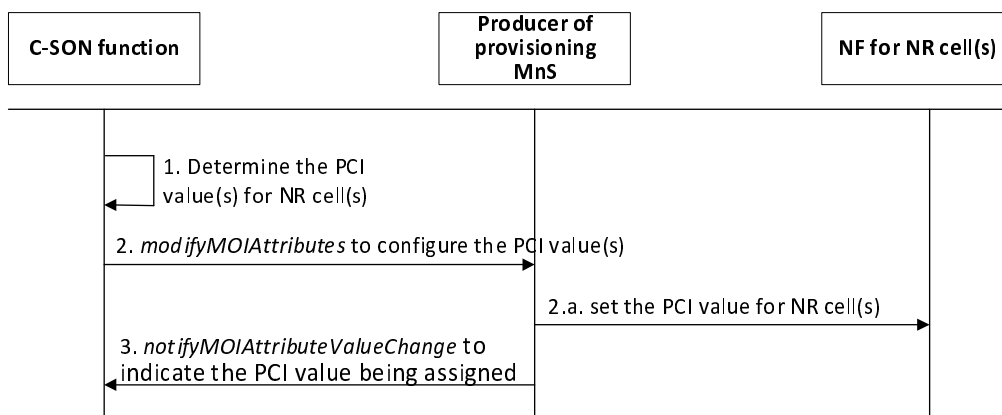 C-SON function
Producer of
provisioning
MnS
NF for NR cell(s)
1. Determine the PCI
value(s) for NR cell(s)
2. modifyMOIAttributes to configure the PCI value(s)
2.a. set the PCI value for NR cell(s)
3. notifyMOIAttributeValueChange to
indicate the PCI value being assigned